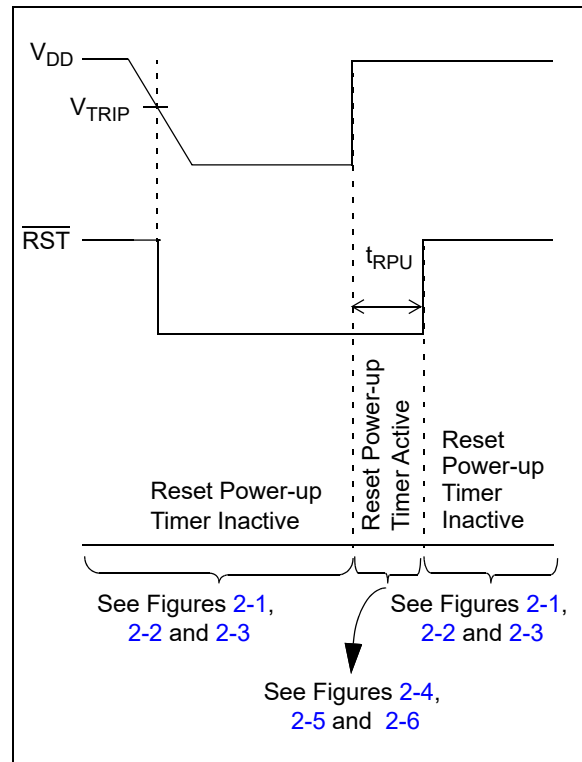 VDD
VTRIP
RST
tRPU
Reset Power-up
Timer Inactive
Reset Power-up
Timer Active
Reset
Power-up
Timer
Inactive
See Figures 2-1,
2-2 and 2-3
See Figures 2-1,
2-2 and 2-3
See Figures 2-4,
2-5 and 2-6